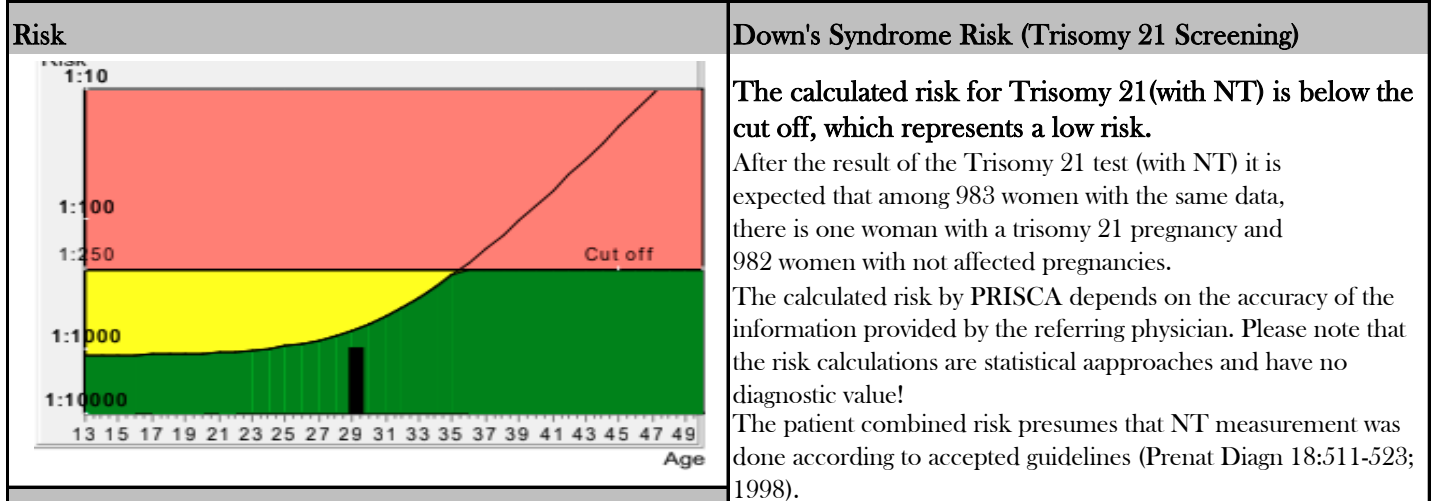 Risk
Risk
1:10
1:100
1:250
Cut off
1:1000
1:10000
13 15 17 19 21 23 25 27 29 31 33 35 37 39 41 43 45 47 49
Age
Down's Syndrome Risk (Trisomy 21 Screening)
The calculated risk for Trisomy 21(with NT) is below the
cut off, which represents a low risk.
After the result of the Trisomy 21 test (with NT) it is
expected that among 983 women with the same data,
there is one woman with a trisomy 21 pregnancy and
982 women with not affected pregnancies.
The calculated risk by PRISCA depends on the accuracy of the
information provided by the referring physician. Please note that
the risk calculations are statistical aapproaches and have no
diagnostic value!
The patient combined risk presumes that NT measurement was
done according to accepted guidelines (Prenat Diagn 18:511-523;
1998).